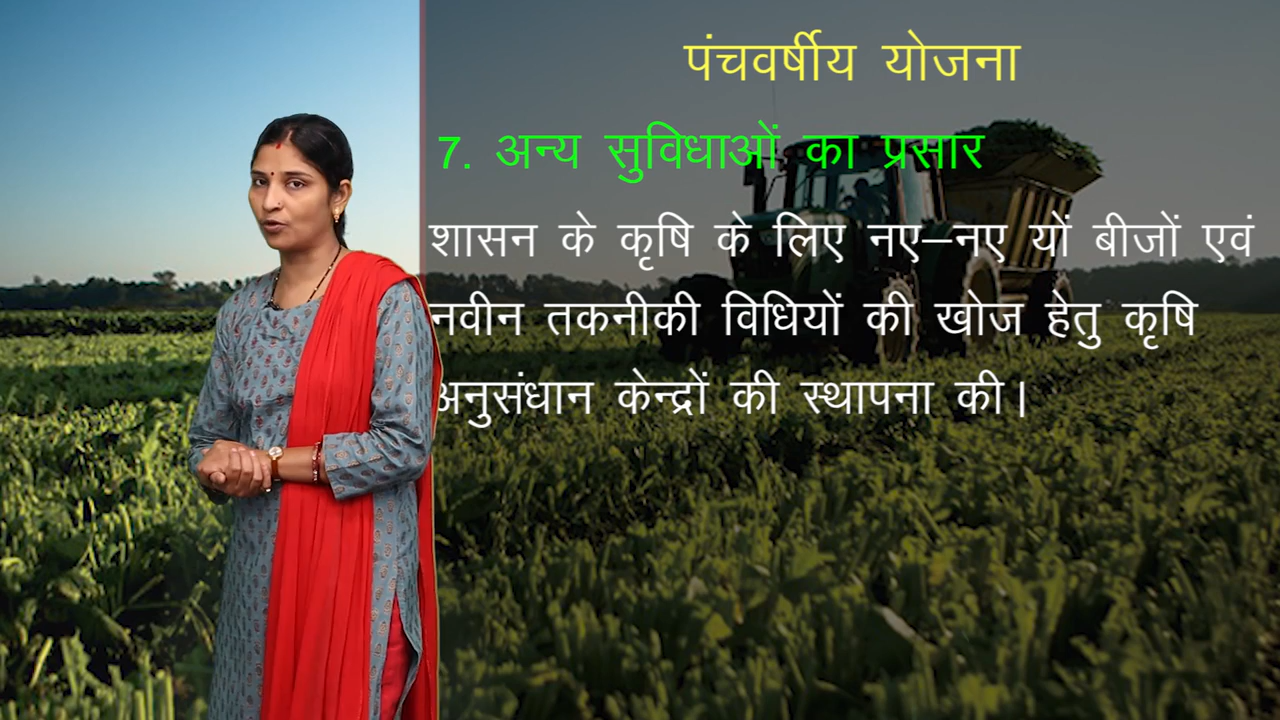 पंचवर्षीय योजना
7. अन्य सुविधाओं का प्रसार
शासन के कृषि के लिए नए–नए यों बीजों एवं
नवीन तकनीकी विधियों की खोज हेतु कृषि
अनुसंधान केन्द्रों की स्थापना की।